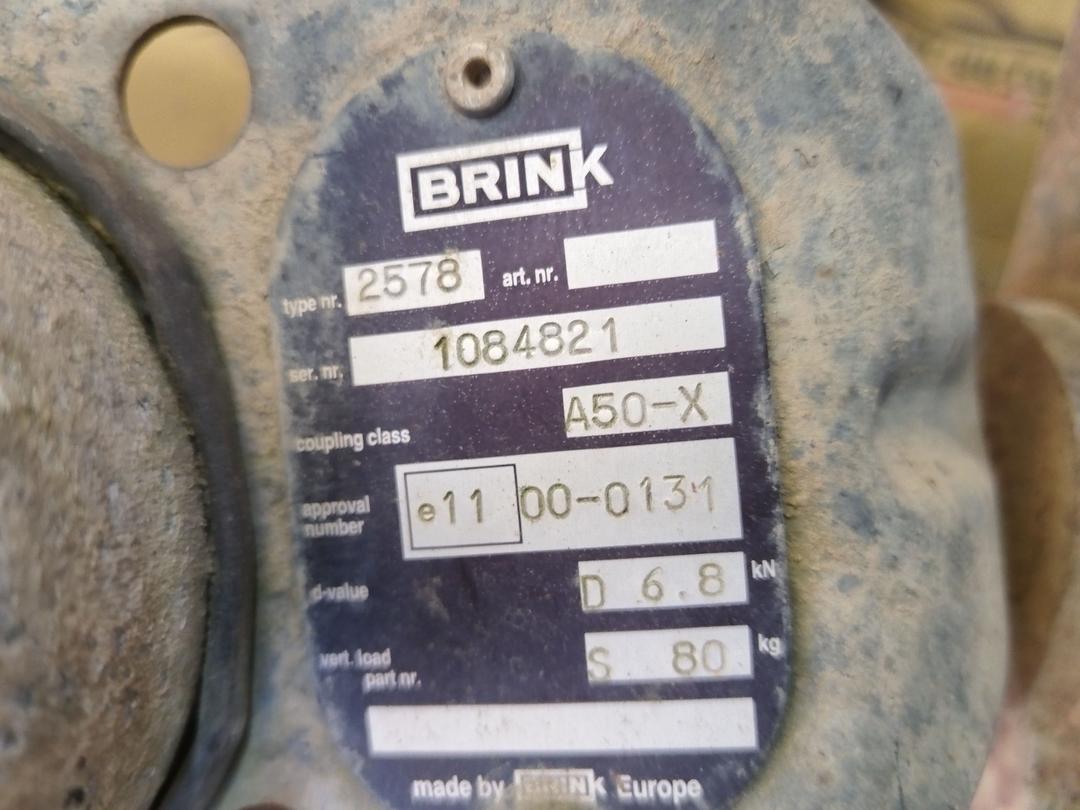 BRINK
type nr. 2578 art. nr.
ser. nr. 1084821
coupling class A50-X
approval number e11 00-0131
d-value D 6.8 kN
vert. load S 80 kg
part nr.
made by BRINK Europe